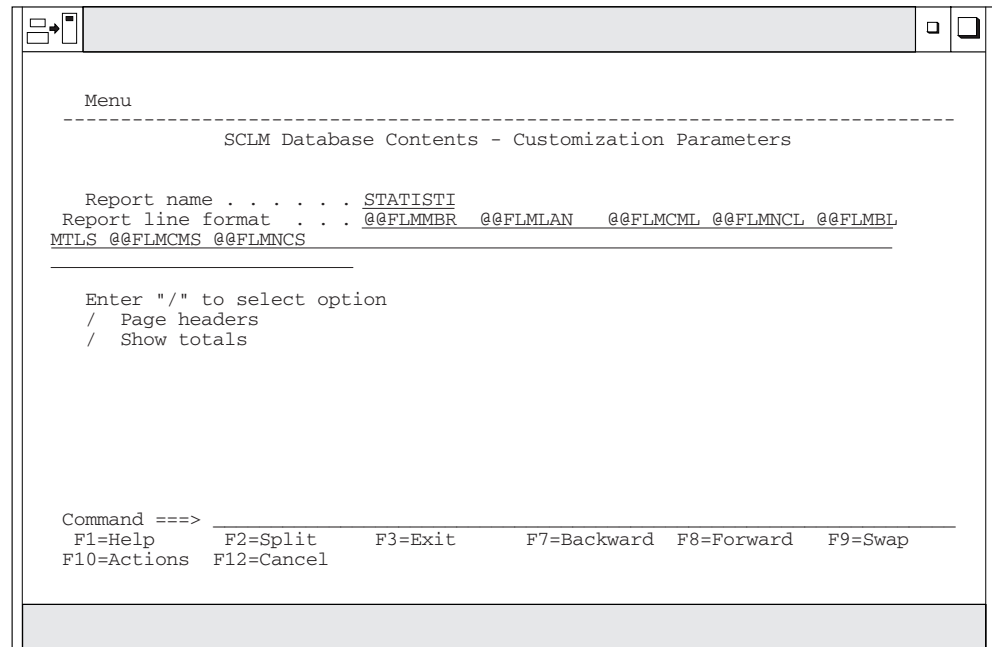 Menu
------------------------------------------------------------------------------
SCLM Database Contents - Customization Parameters
Report name . . . . . . STATISTI
Report line format . . . @@FLMMBR @@FLMLAN @@FLMCML @@FLMNCL @@FLMBL
MTLS @@FLMCMS @@FLMNCS
Enter "/" to select option
/ Page headers
/ Show totals
Command ===>
F1=Help F2=Split F3=Exit F7=Backward F8=Forward F9=Swap
F10=Actions F12=Cancel